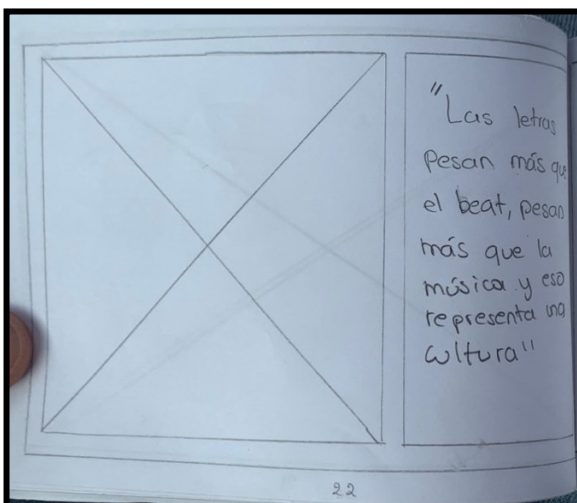 "Las letras
Pesan más que
el beat, pesan
más que la
música y eso
representa una
cultura"
22